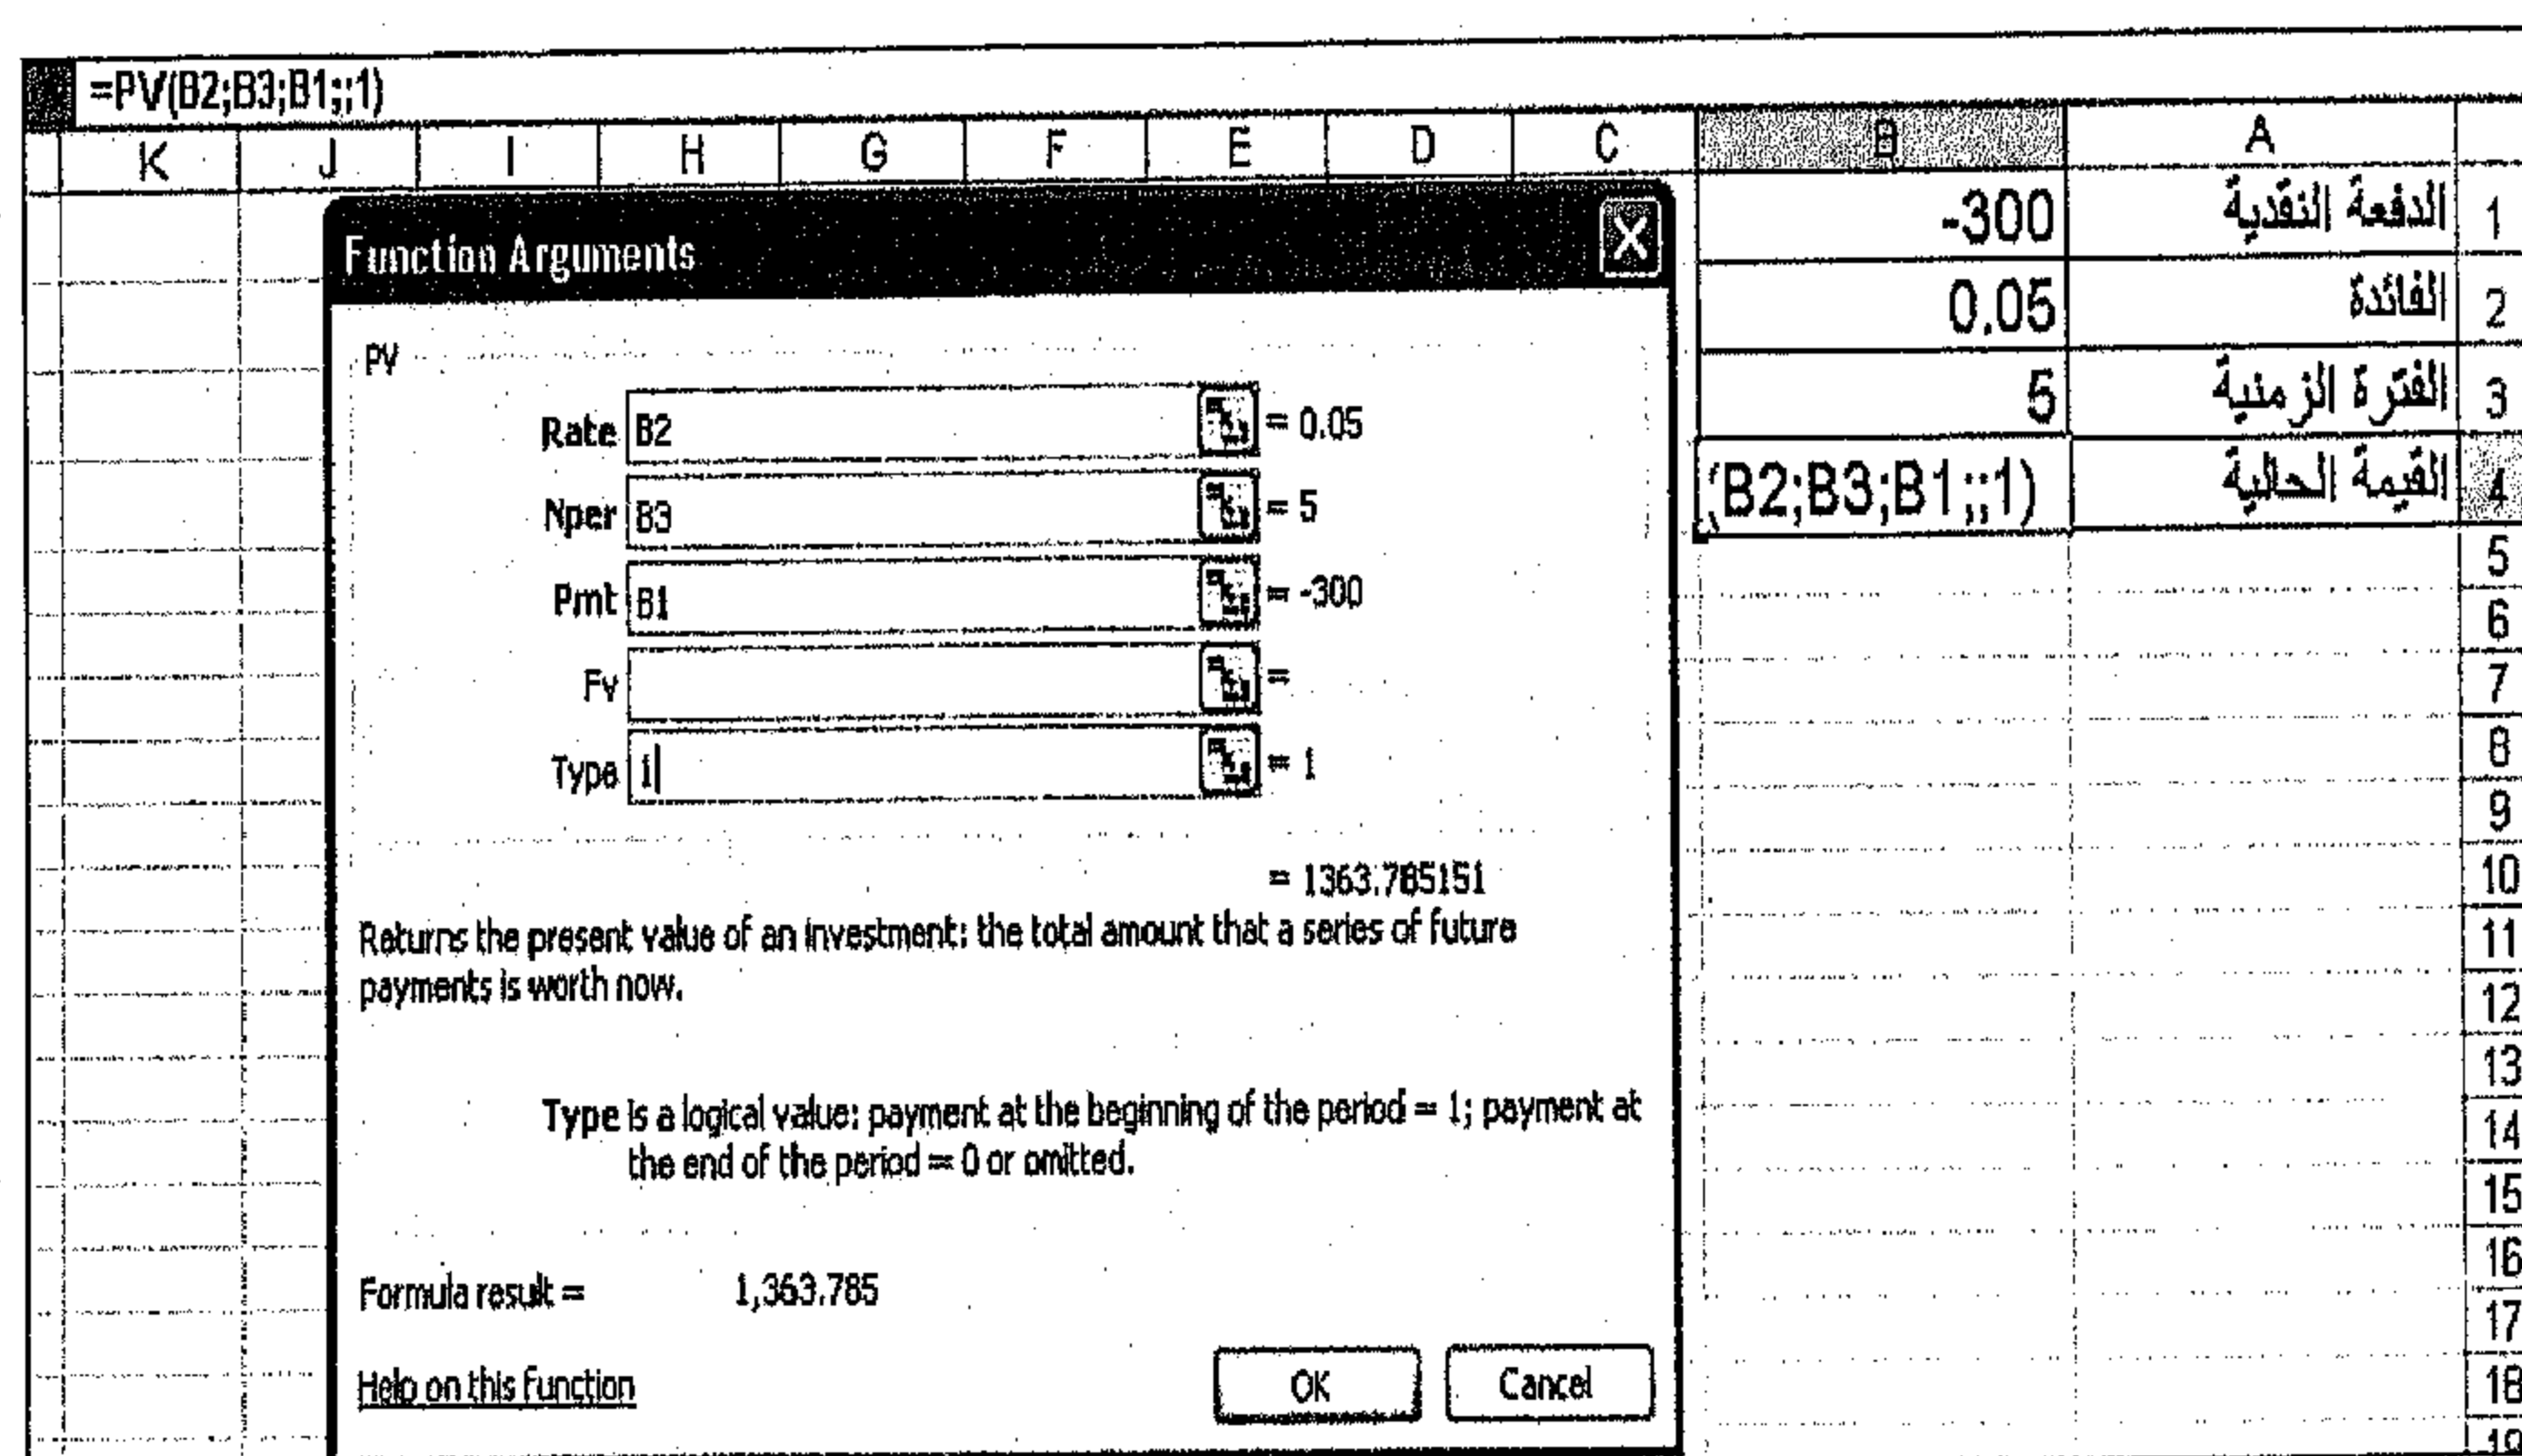 =PV(B2;B3;B1;;1)
K J I H G F E D C B A
الدفعة النقدية -300 1
الفائدة 0.05 2
الفترة الزمنية 5 3
القيمة الحالية (B2;B3;B1;;1) 4
5
6
7
8
9
10
11
12
13
14
15
16
17
18
19
Function Arguments
PV
Rate B2 = 0.05
Nper B3 = 5
Pmt B1 = -300
Fv =
Type 1 = 1
= 1363.785151
Returns the present value of an investment: the total amount that a series of future
payments is worth now.
Type is a logical value: payment at the beginning of the period = 1; payment at
the end of the period = 0 or omitted.
Formula result = 1,363.785
Help on this function
OK Cancel